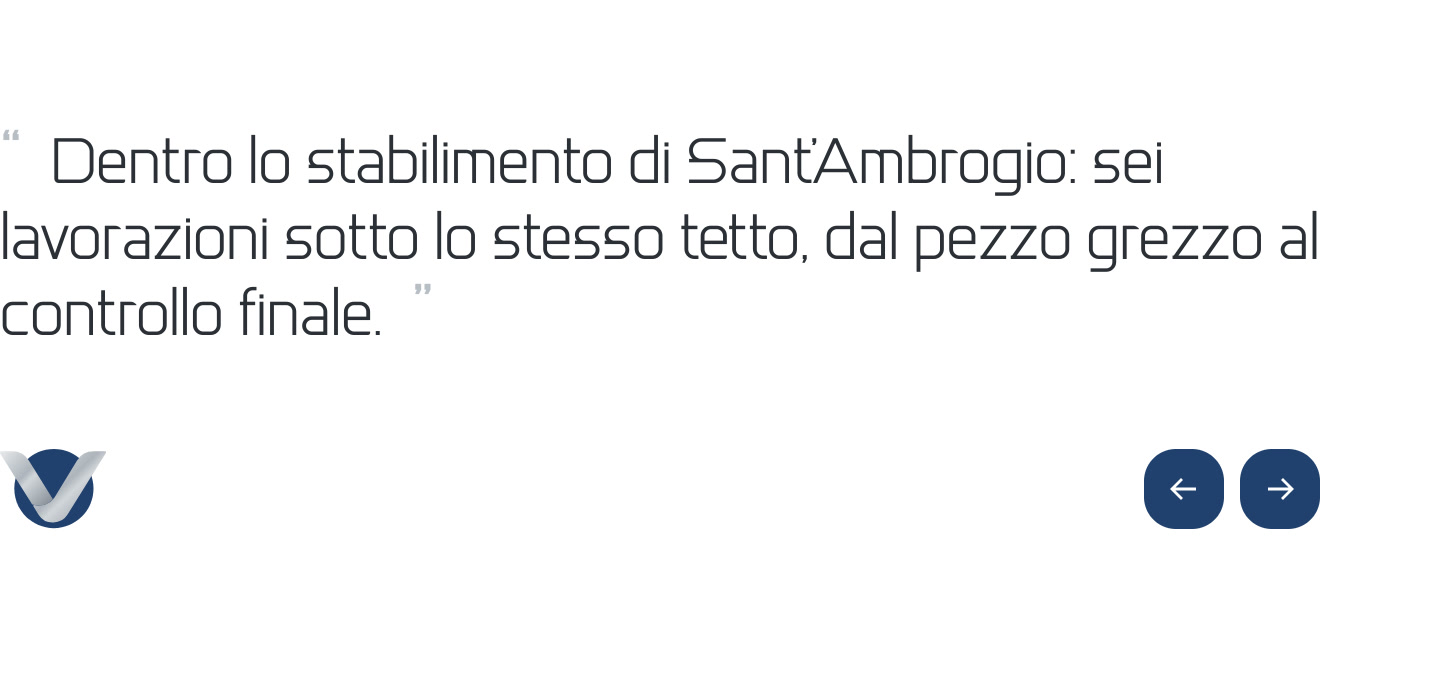 “ Dentro lo stabilimento di Sant’Ambrogio: sei
lavorazioni sotto lo stesso tetto, dal pezzo grezzo al
controllo finale. ”